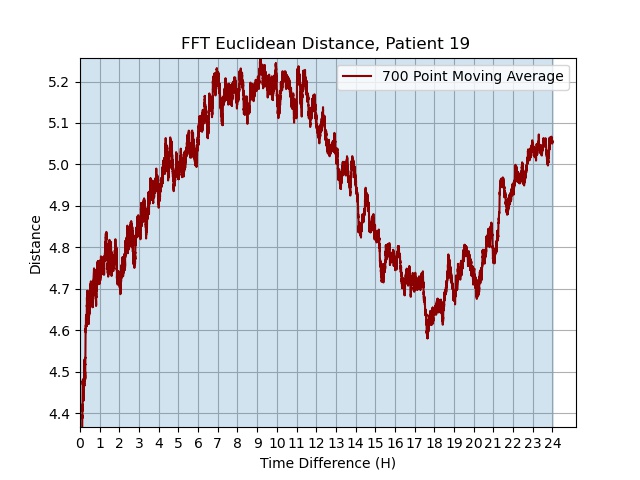 FFT Euclidean Distance, Patient 19
700 Point Moving Average
Distance
5.2
5.1
5.0
4.9
4.8
4.7
4.6
4.5
4.4
0 1 2 3 4 5 6 7 8 9 10 11 12 13 14 15 16 17 18 19 20 21 22 23 24
Time Difference (H)